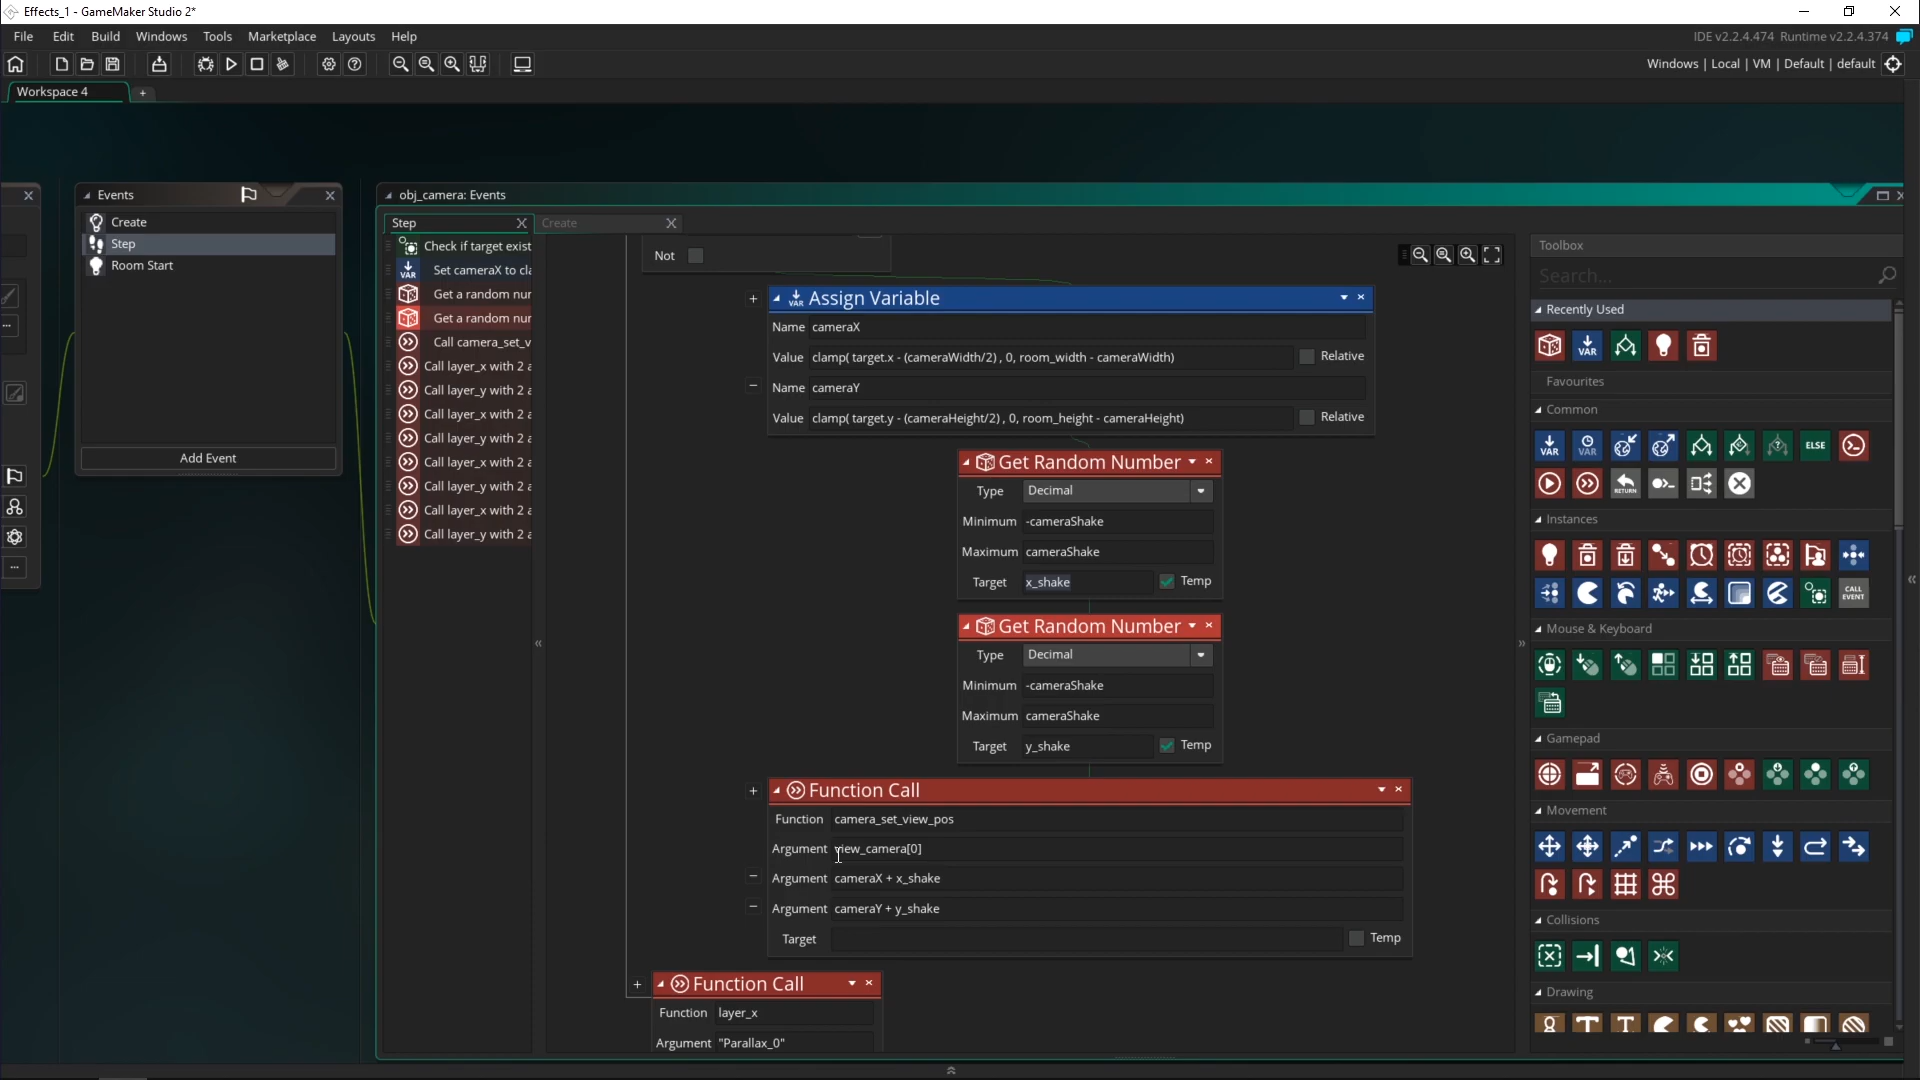 Effects_1 - GameMaker Studio 2*
File Edit Build Windows Tools Marketplace Layouts Help
IDE v2.2.4.474 Runtime v2.2.4.374
Windows | Local | VM | Default | default
Workspace 4
+
Events
Create
Step
Room Start
Add Event
obj_camera: Events
Step
Create
Check if target exist
Set cameraX to cla
Get a random nur
Get a random nur
Call camera_set_v
Call layer_x with 2 a
Call layer_y with 2 a
Call layer_x with 2 a
Call layer_y with 2 a
Call layer_x with 2 a
Call layer_y with 2 a
Call layer_x with 2 a
Call layer_y with 2 a
Not
VAR Assign Variable
Name cameraX
Value clamp( target.x - (cameraWidth/2) , 0, room_width - cameraWidth) Relative
Name cameraY
Value clamp( target.y - (cameraHeight/2) , 0, room_height - cameraHeight) Relative
Get Random Number
Type Decimal
Minimum -cameraShake
Maximum cameraShake
Target x_shake Temp
Get Random Number
Type Decimal
Minimum -cameraShake
Maximum cameraShake
Target y_shake Temp
Function Call
Function camera_set_view_pos
Argument view_camera[0]
Argument cameraX + x_shake
Argument cameraY + y_shake
Target Temp
Function Call
Function layer_x
Argument "Parallax_0"
Toolbox
Search...
Recently Used
VAR
Favourites
Common
VAR VAR ELSE
RETURN
Instances
CALL EVENT
Mouse & Keyboard
Gamepad
Movement
Collisions
Drawing